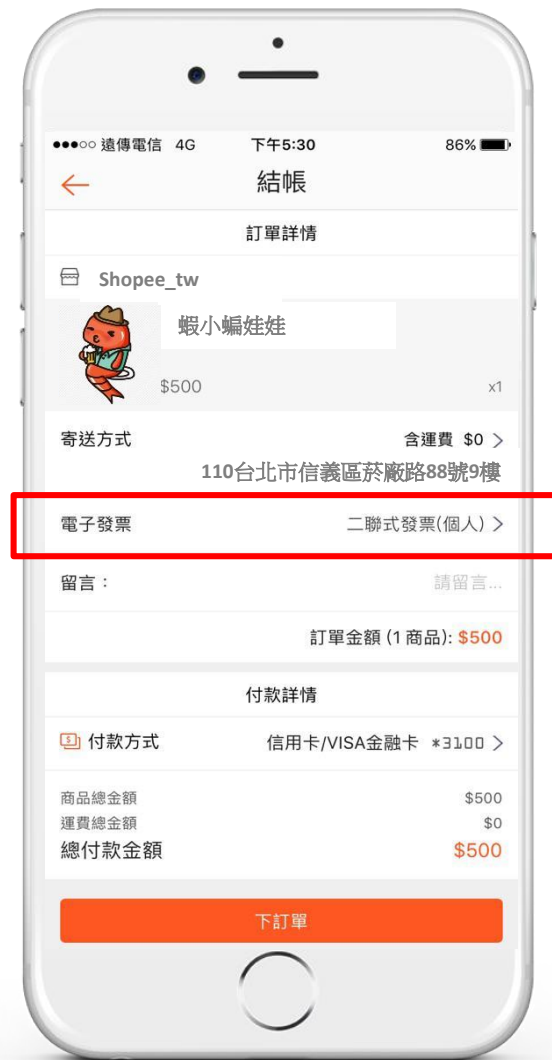 ●●●○○ 遠傳電信 4G 下午5:30 86%
結帳
訂單詳情
Shopee_tw
蝦小蝙娃娃
$500 x1
寄送方式 含運費 $0 >
110台北市信義區菸廠路88號9樓
電子發票 二聯式發票(個人) >
留言： 請留言...
訂單金額 (1 商品): $500
付款詳情
付款方式 信用卡/VISA金融卡 *3100 >
商品總金額 $500
運費總金額 $0
總付款金額 $500
下訂單